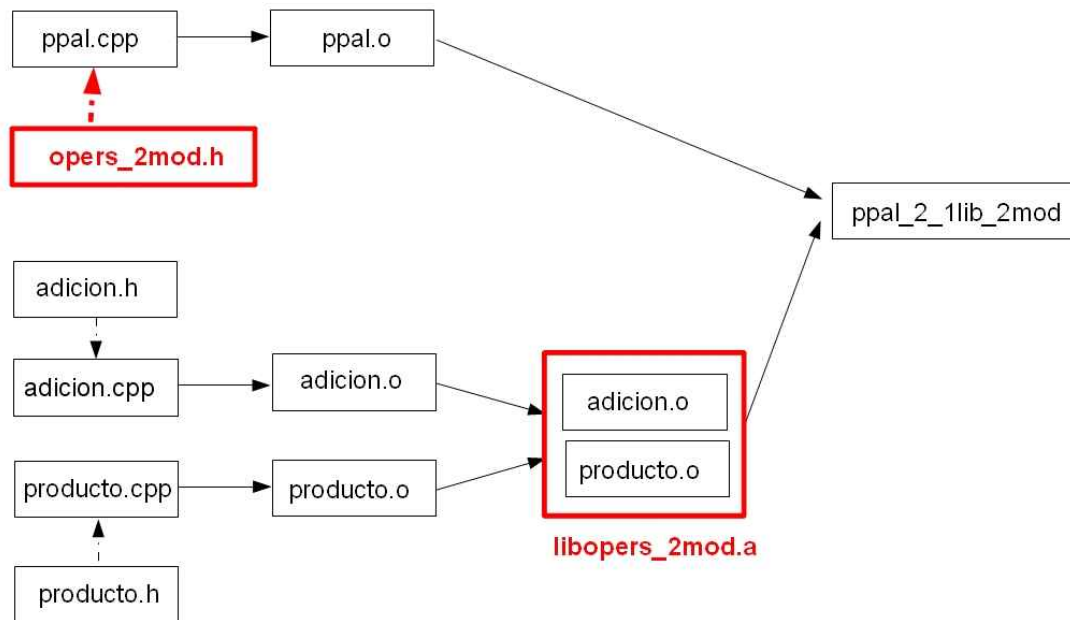 ppal.cpp
ppal.o
opers_2mod.h
ppal_2_1lib_2mod
adicion.h
adicion.cpp
adicion.o
adicion.o
producto.cpp
producto.o
producto.o
libopers_2mod.a
producto.h